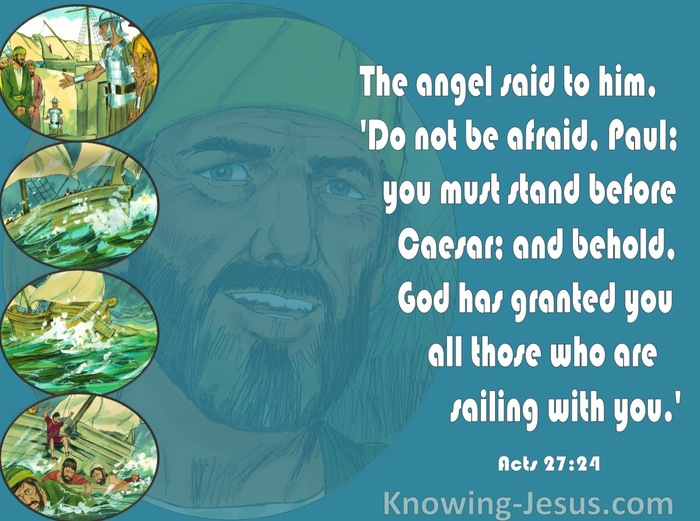 The angel said to him,
'Do not be afraid, Paul;
you must stand before
Caesar; and behold,
God has granted you
all those who are
sailing with you.'
Acts 27:24
Knowing-Jesus.com